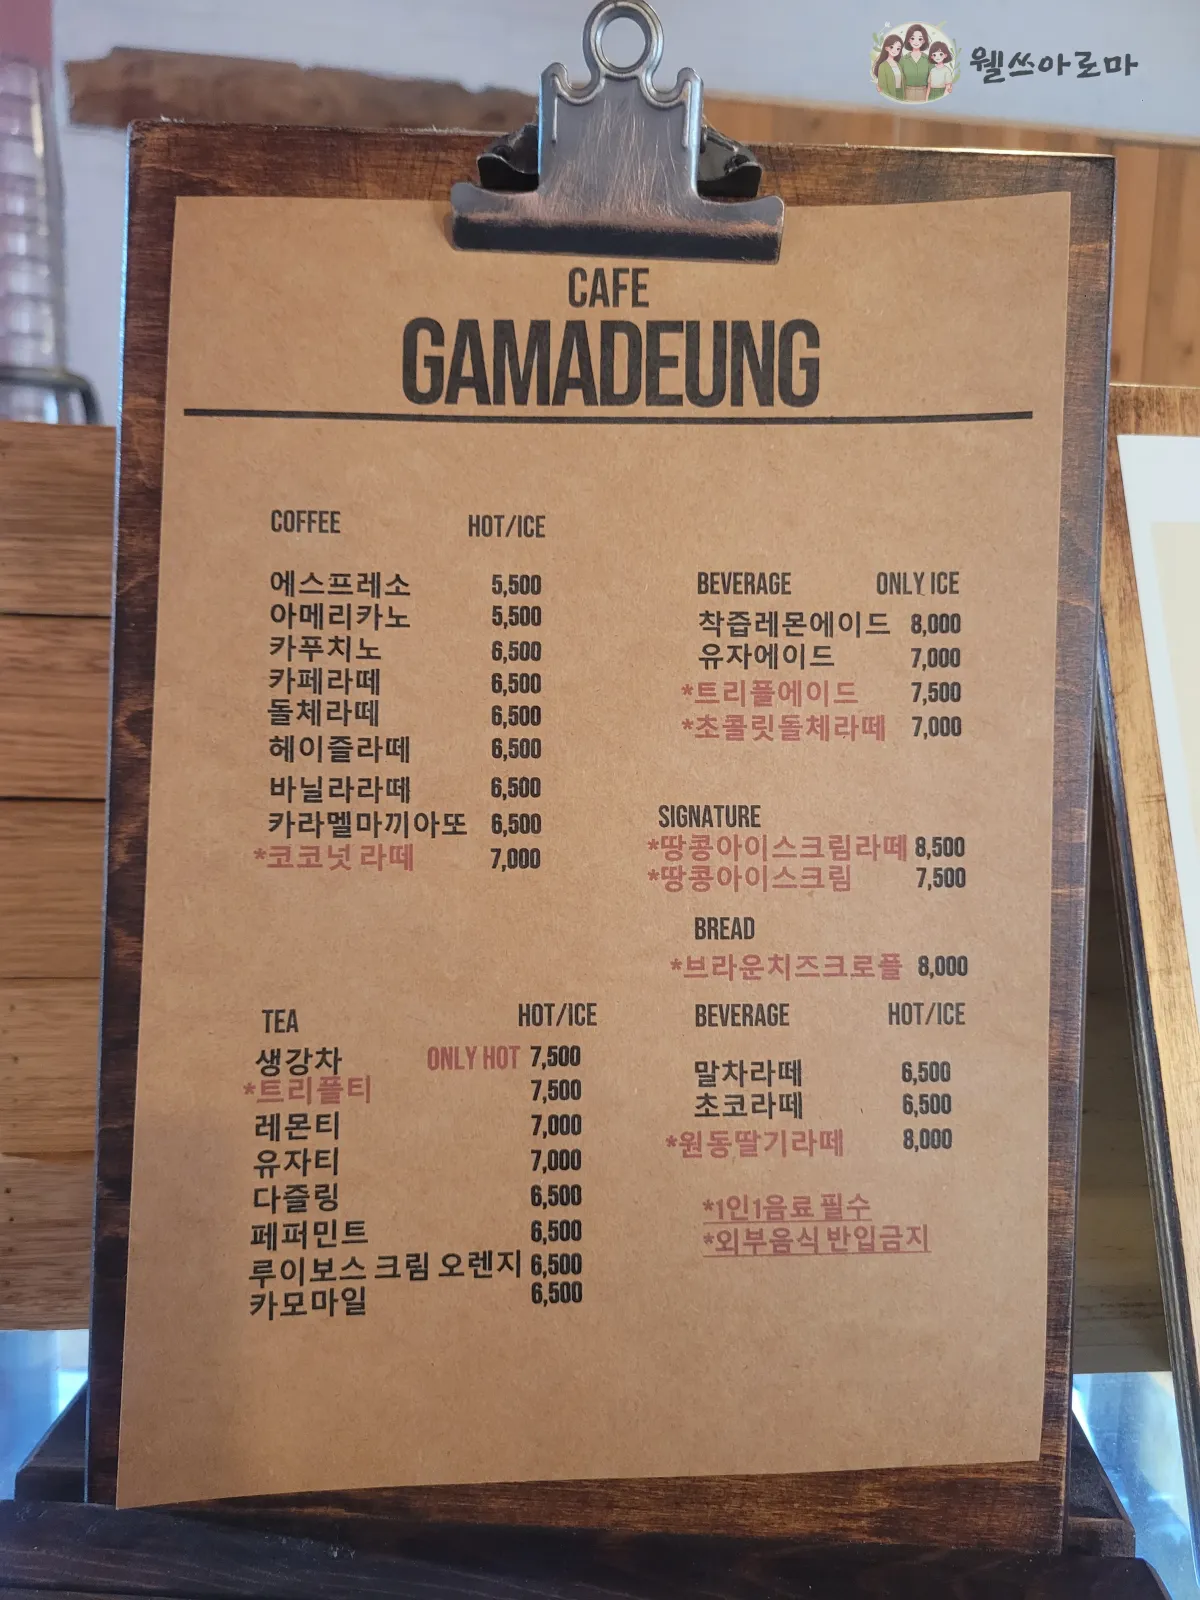 웰쓰아로마
CAFE
GAMADEUNG
COFFEE HOT/ICE
에스프레소 5,500
아메리카노 5,500
카푸치노 6,500
카페라떼 6,500
돌체라떼 6,500
헤이즐라떼 6,500
바닐라라떼 6,500
카라멜마끼아또 6,500
*코코넛 라떼 7,000
TEA HOT/ICE
생강차 ONLY HOT 7,500
*트리플티 7,500
레몬티 7,000
유자티 7,000
다즐링 6,500
페퍼민트 6,500
루이보스 크림 오렌지 6,500
카모마일 6,500
BEVERAGE ONLY ICE
착즙레몬에이드 8,000
유자에이드 7,000
*트리플에이드 7,500
*초콜릿돌체라떼 7,000
SIGNATURE
*땅콩아이스크림라떼 8,500
*땅콩아이스크림 7,500
BREAD
*브라운치즈크로플 8,000
BEVERAGE HOT/ICE
말차라떼 6,500
초코라떼 6,500
*원동딸기라떼 8,000
*1인1음료 필수
*외부음식 반입금지